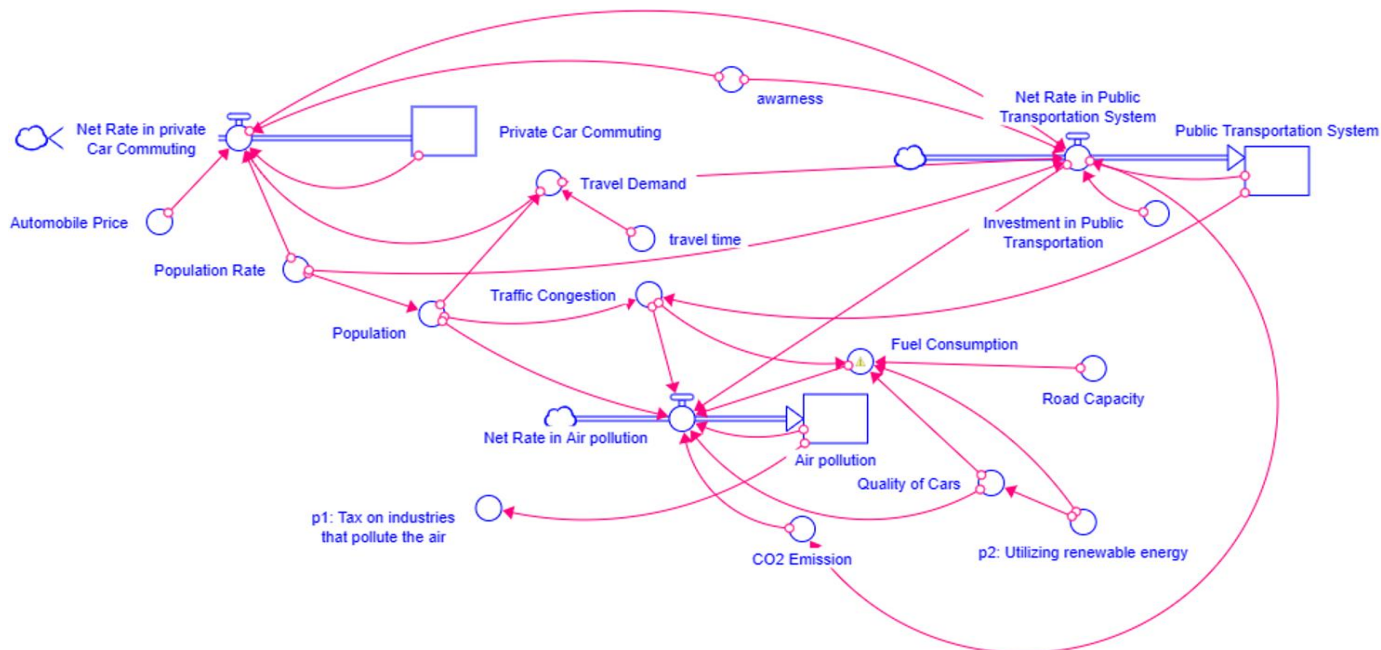 awarness
Net Rate in Public
Transportation System
Net Rate in private
Car Commuting
Private Car Commuting
Public Transportation System
Travel Demand
Automobile Price
Investment in Public
Transportation
travel time
Population Rate
Traffic Congestion
Population
Fuel Consumption
Road Capacity
Net Rate in Air pollution
Air pollution
Quality of Cars
p1: Tax on industries
that pollute the air
CO2 Emission
p2: Utilizing renewable energy